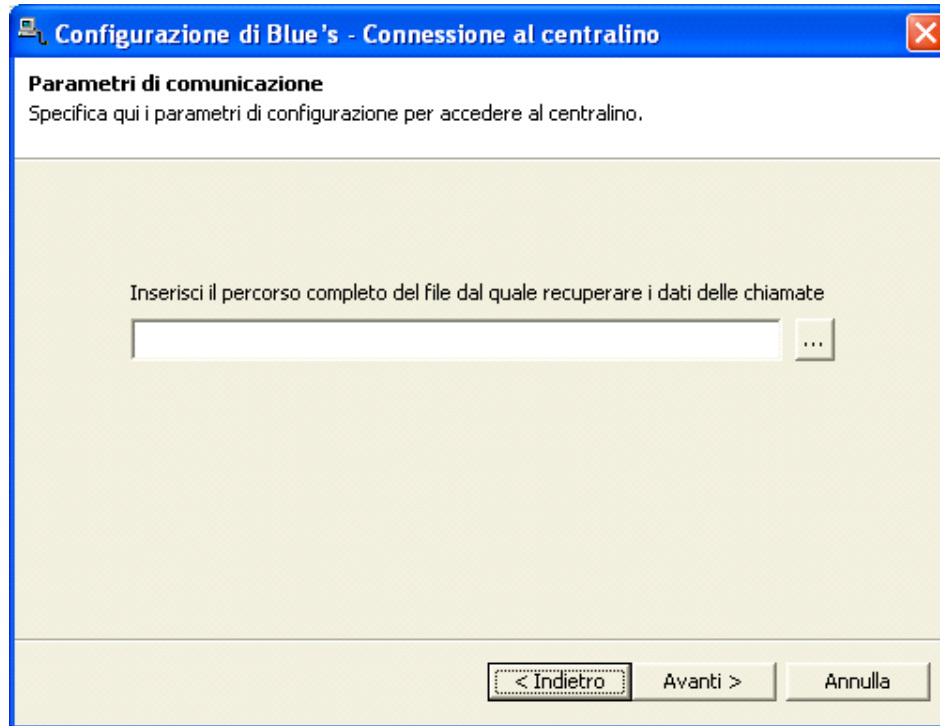 Configurazione di Blue's - Connessione al centralino
Parametri di comunicazione
Specifica qui i parametri di configurazione per accedere al centralino.
Inserisci il percorso completo del file dal quale recuperare i dati delle chiamate
...
< Indietro
Avanti >
Annulla